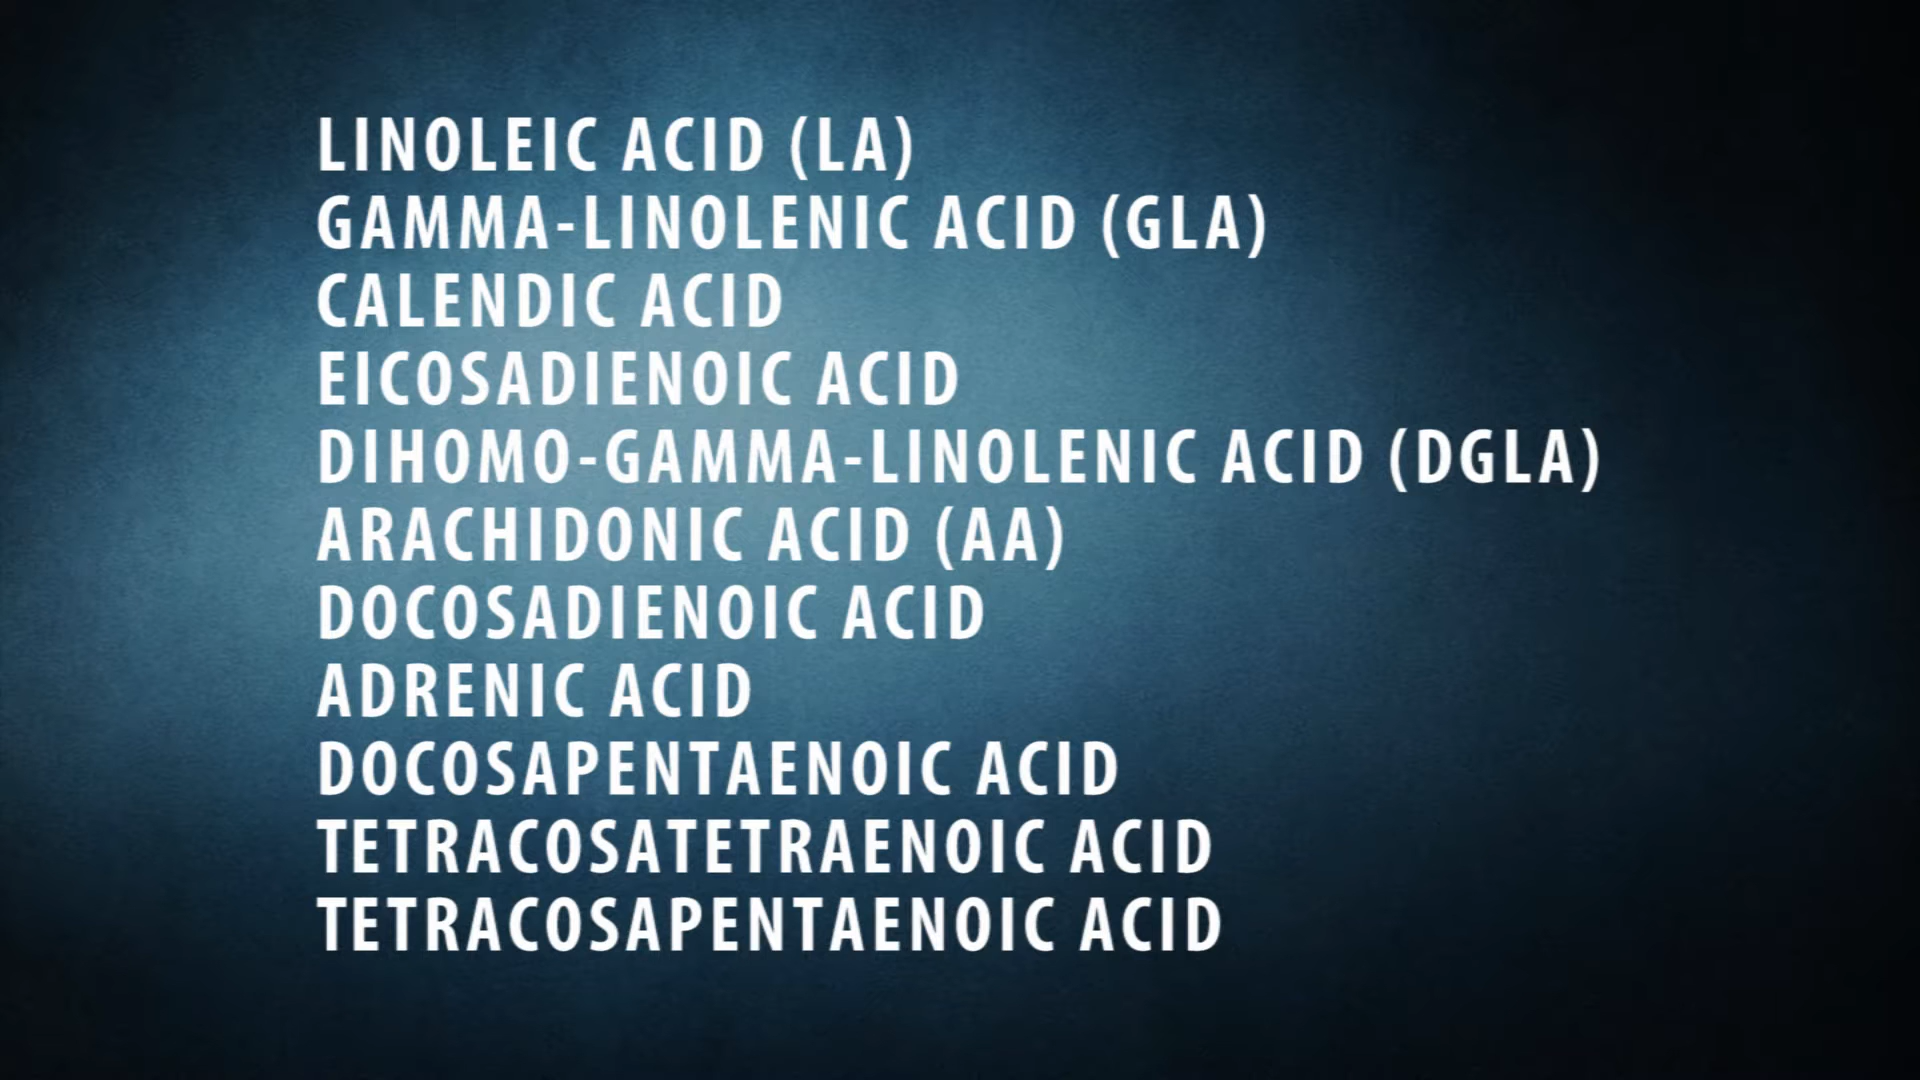 LINOLEIC ACID (LA)
GAMMA-LINOLENIC ACID (GLA)
CALENDIC ACID
EICOSADIENOIC ACID
DIHOMO-GAMMA-LINOLENIC ACID (DGLA)
ARACHIDONIC ACID (AA)
DOCOSADIENOIC ACID
ADRENIC ACID
DOCOSAPENTAENOIC ACID
TETRACOSATETRAENOIC ACID
TETRACOSAPENTAENOIC ACID